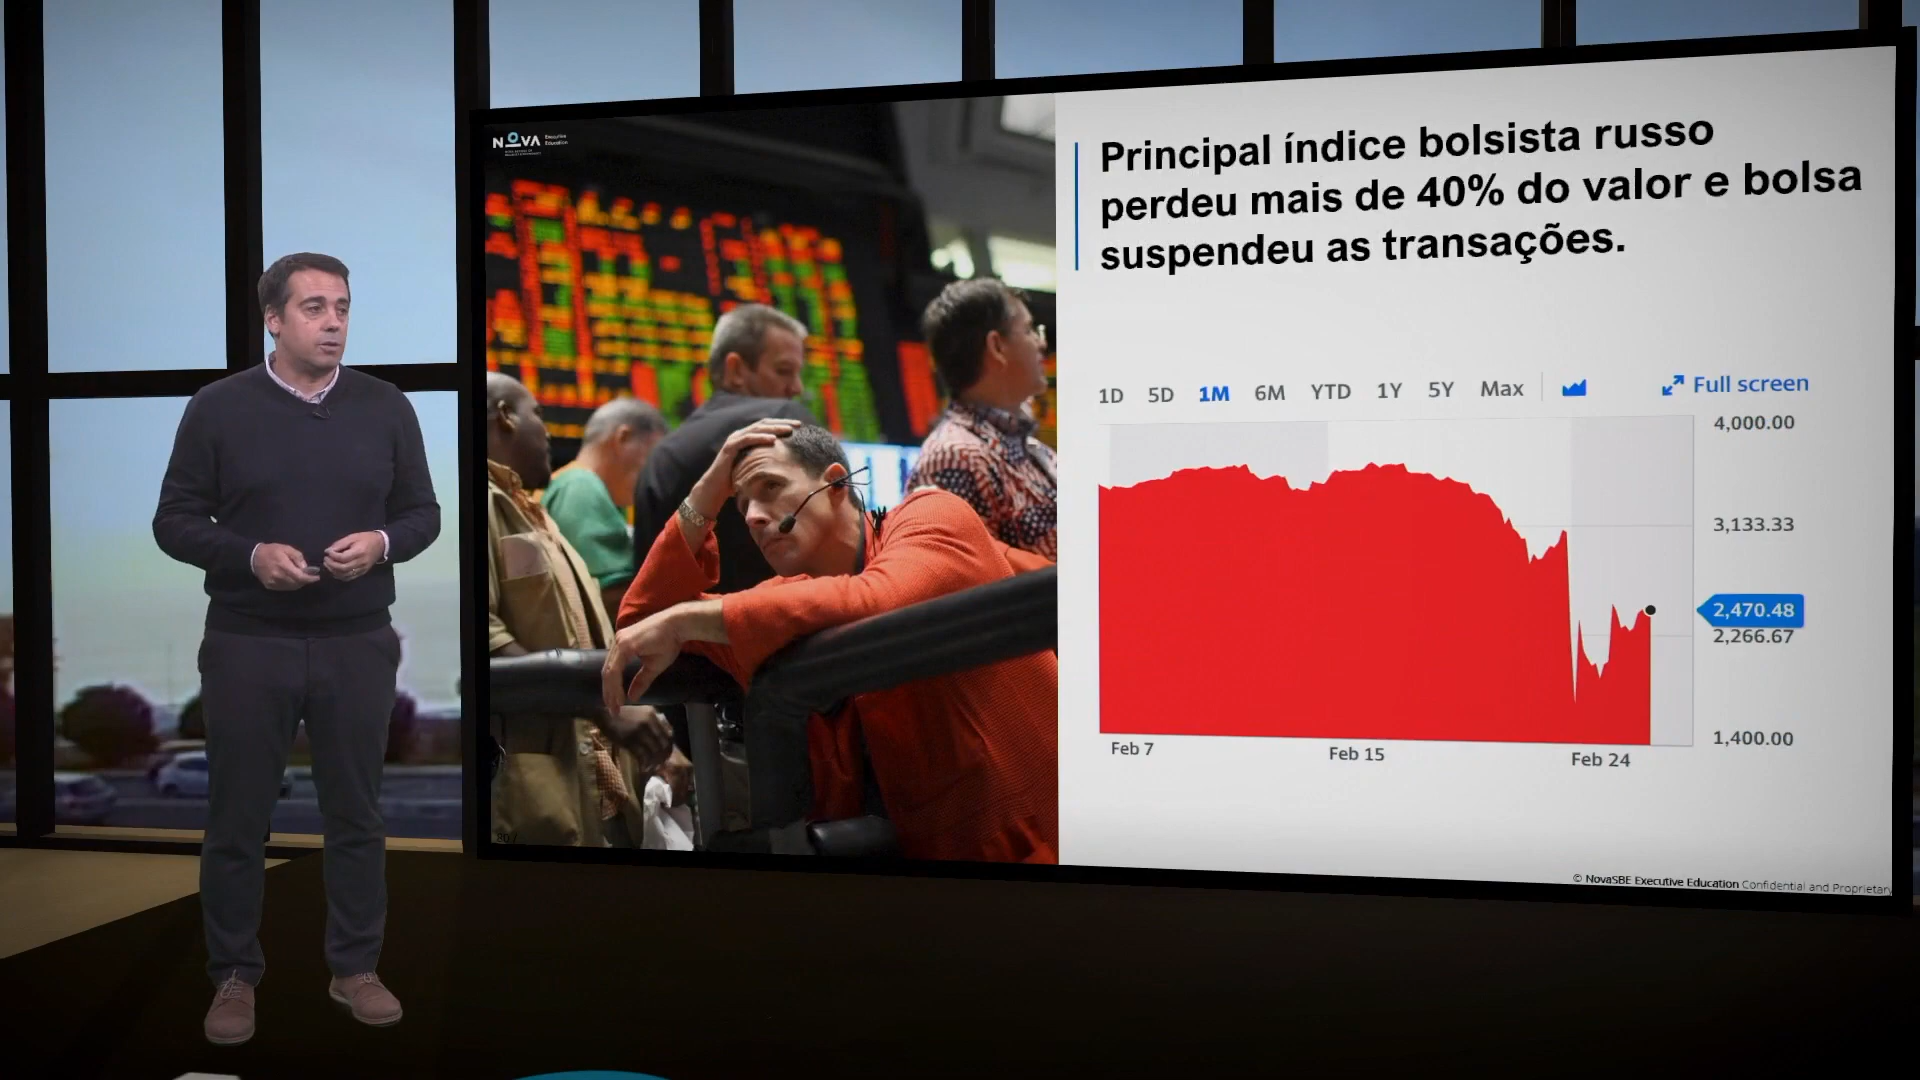 NOVA
Executive
Education
Principal índice bolsista russo
perdeu mais de 40% do valor e bolsa
suspendeu as transações.
1D 5D 1M 6M YTD 1Y 5Y Max Full screen
4,000.00
3,133.33
2,470.48
2,266.67
1,400.00
Feb 7 Feb 15 Feb 24
© NovaSBE Executive Education Confidential and Proprietary